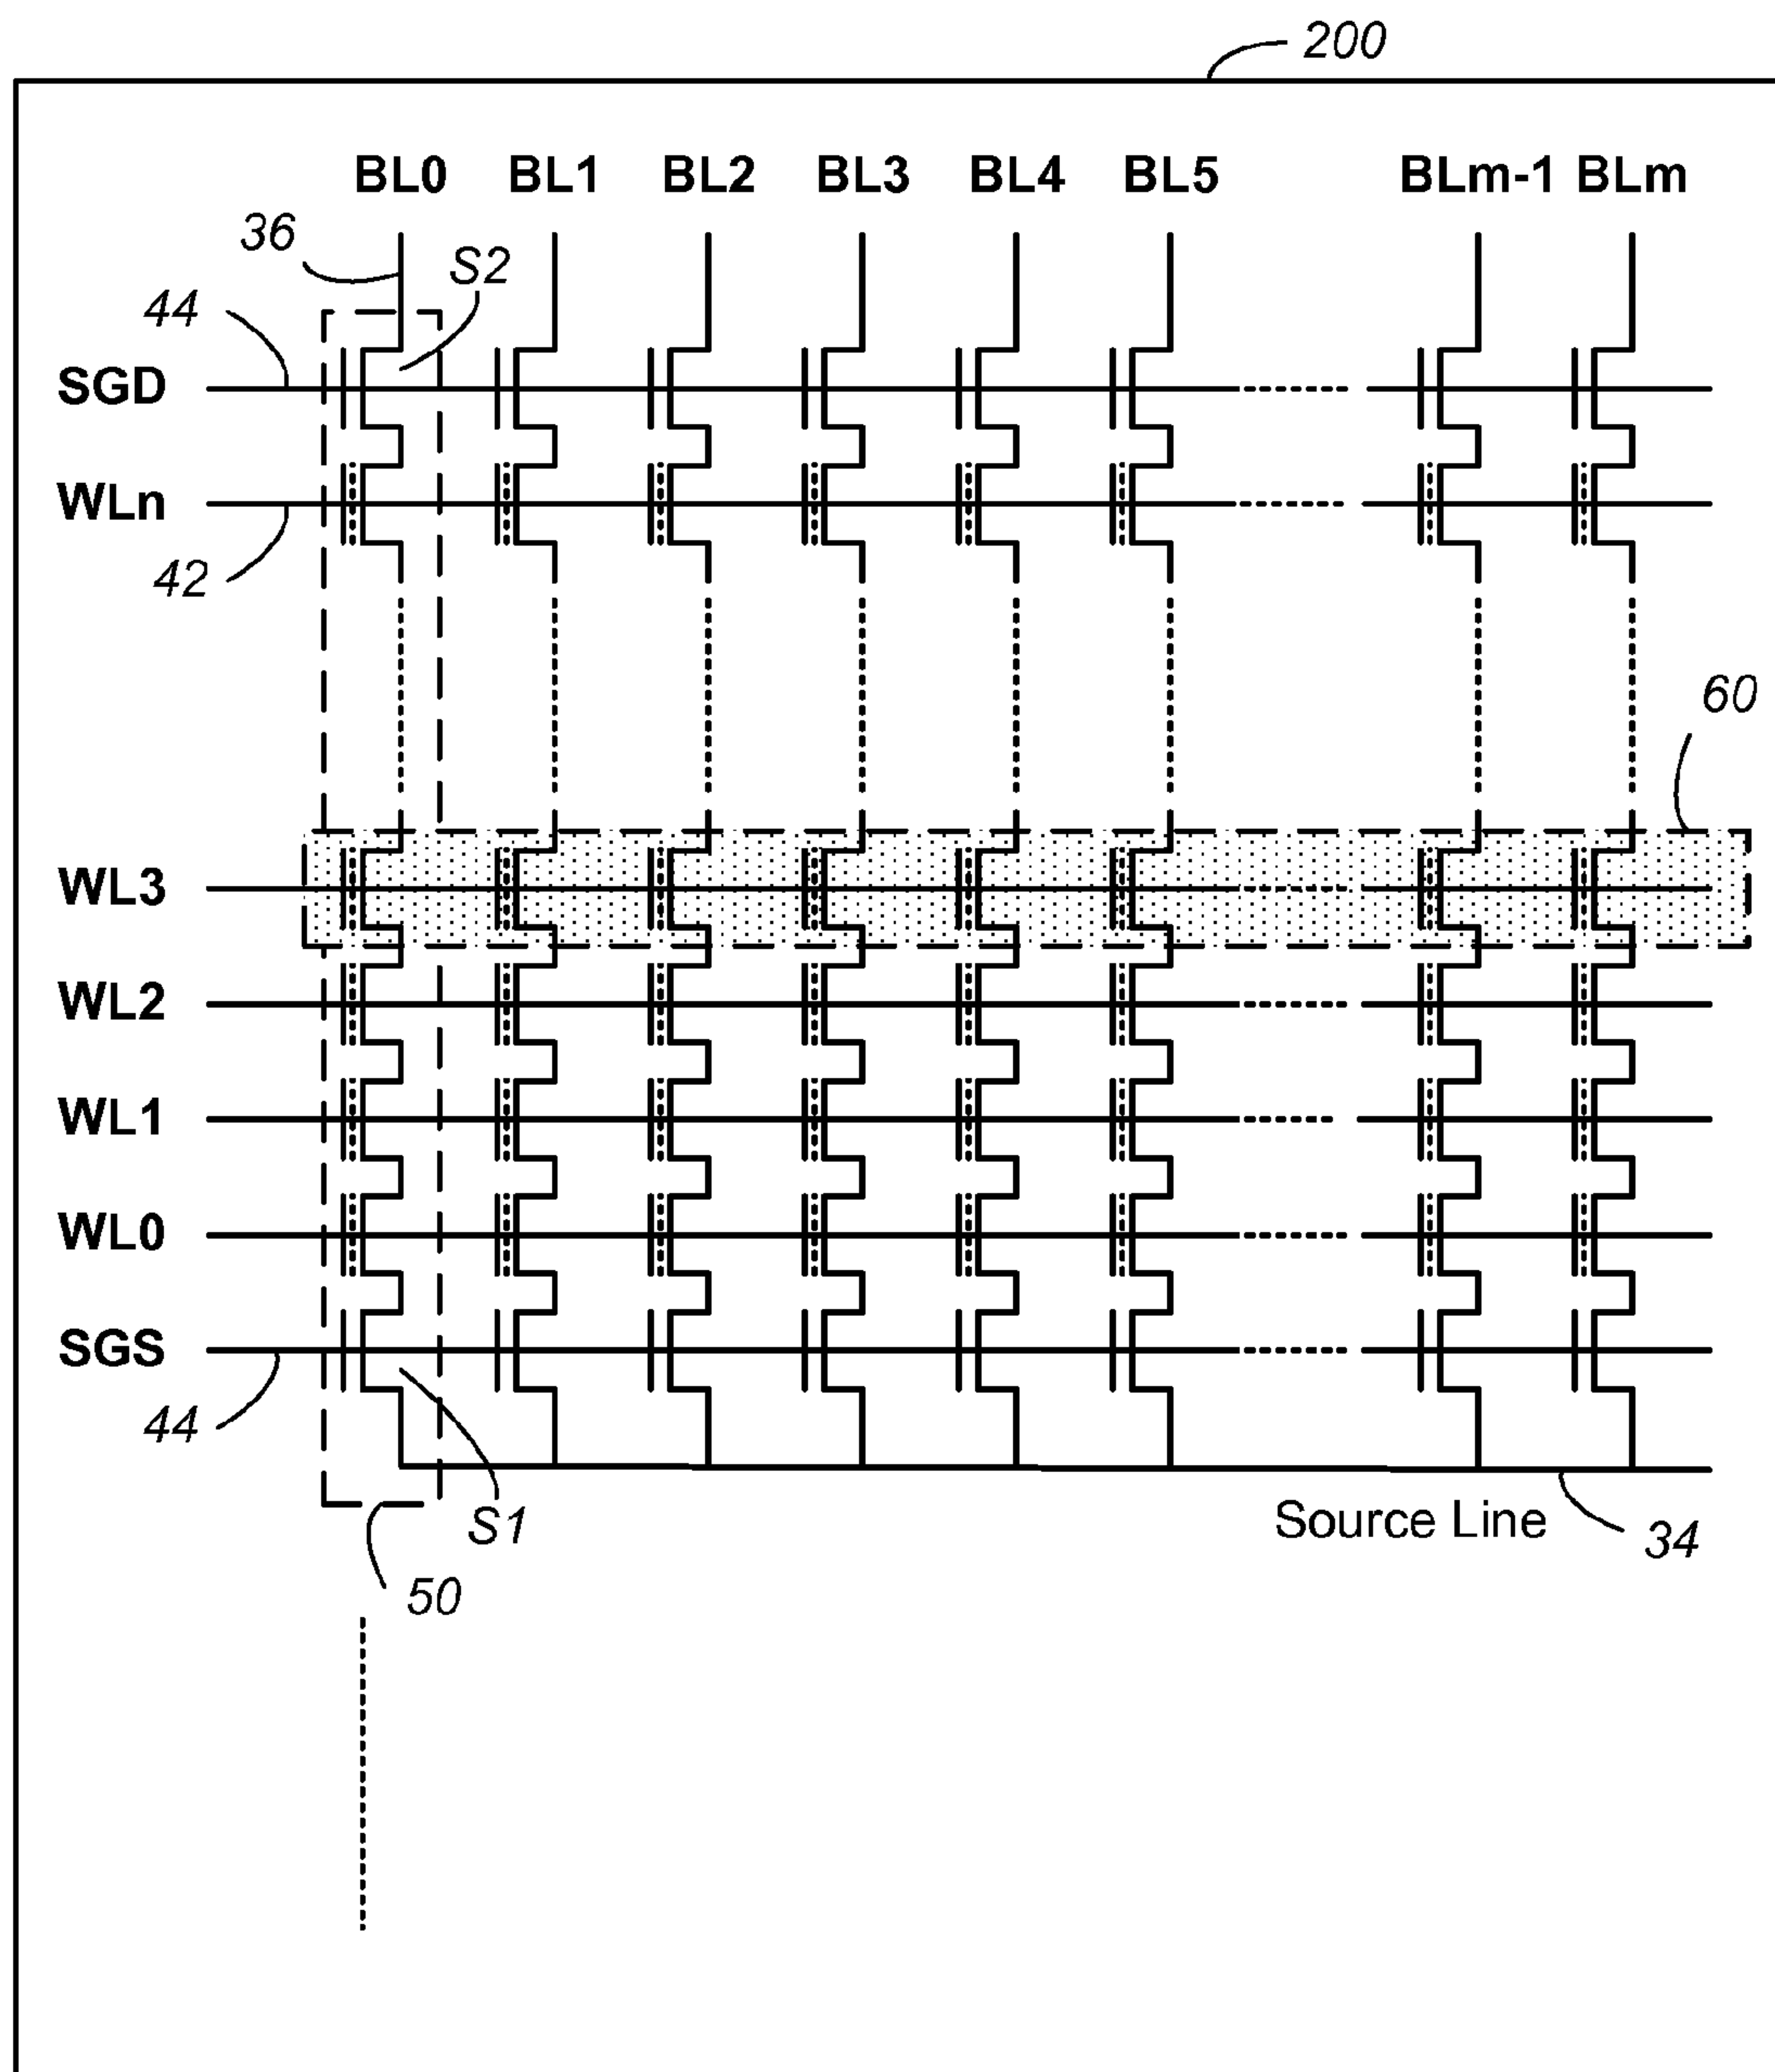 200
BL0 BL1 BL2 BL3 BL4 BL5 BLm-1 BLm
36
S2
44
SGD
WLn
42
60
WL3
WL2
WL1
WL0
SGS
44
S1
Source Line
34
50